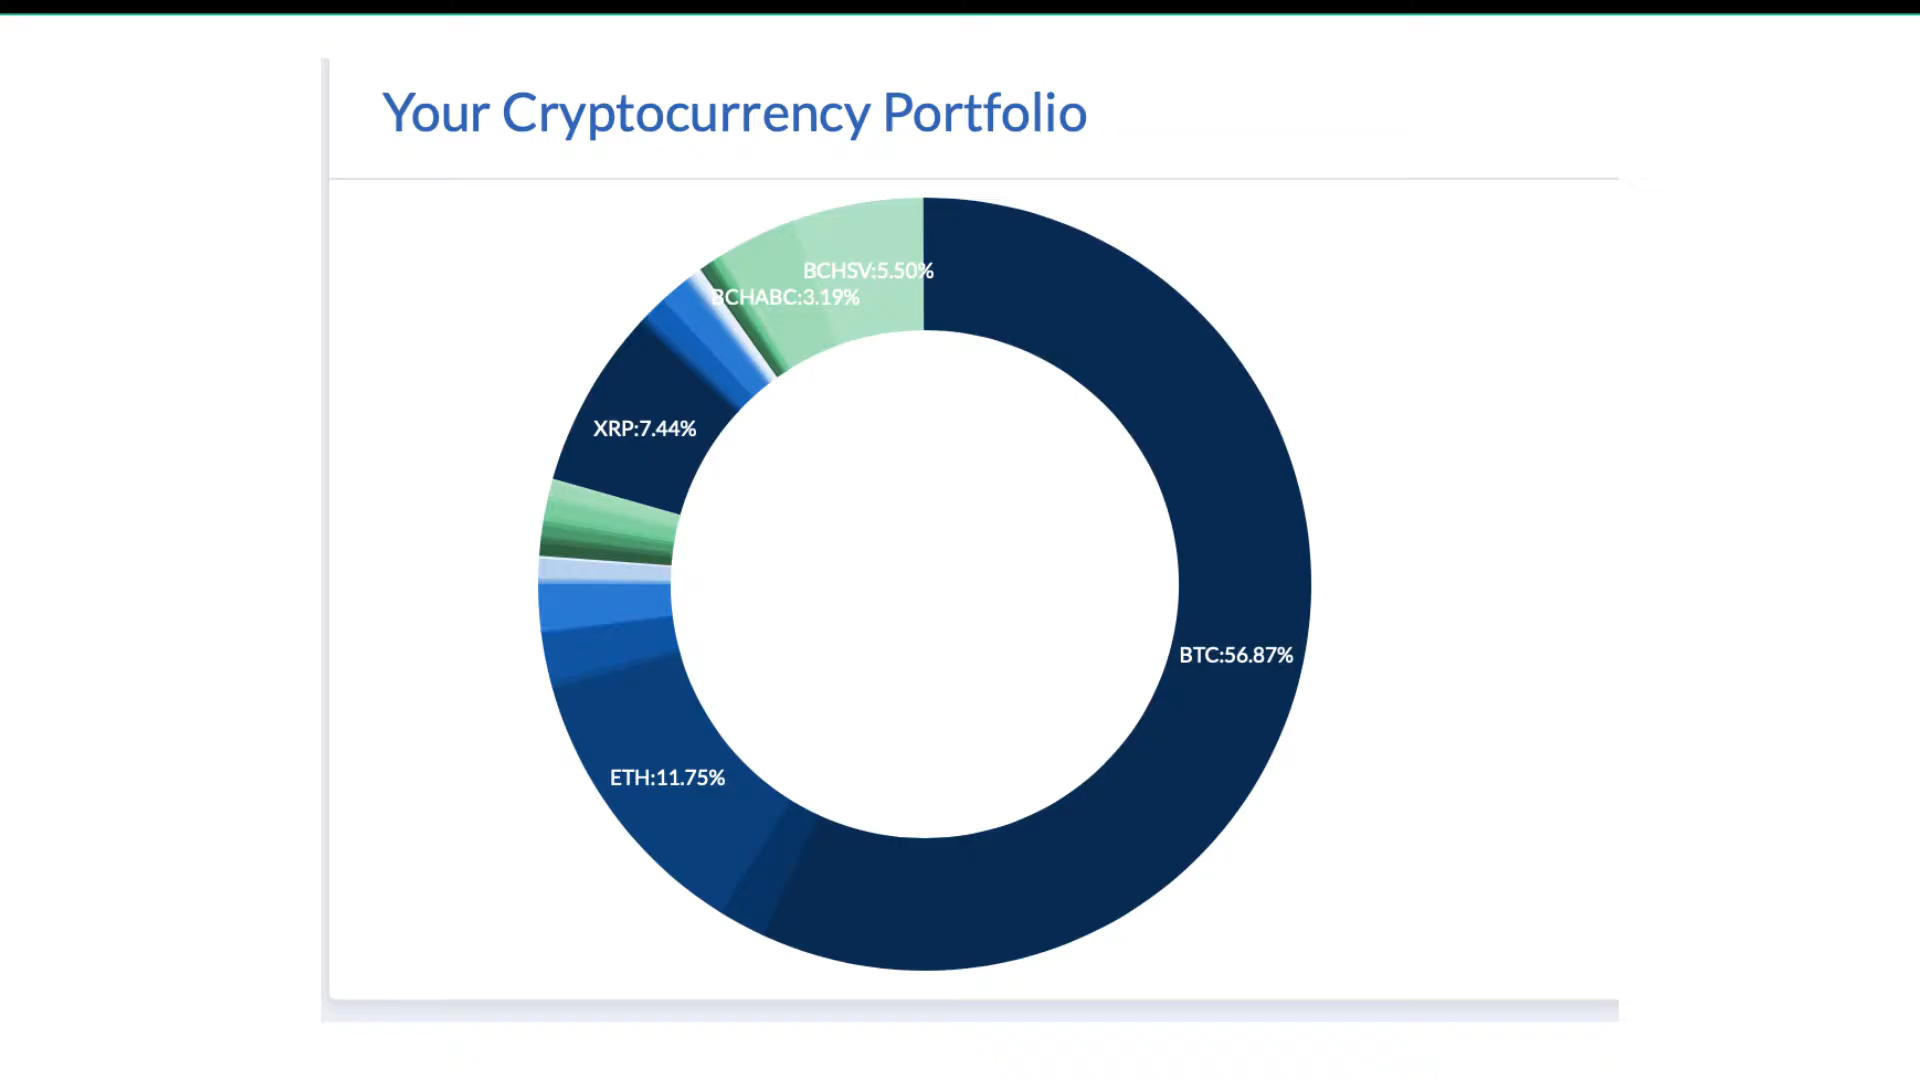 Your Cryptocurrency Portfolio
BCHSV:5.50%
BCHABC:3.19%
XRP:7.44%
BTC:56.87%
ETH:11.75%